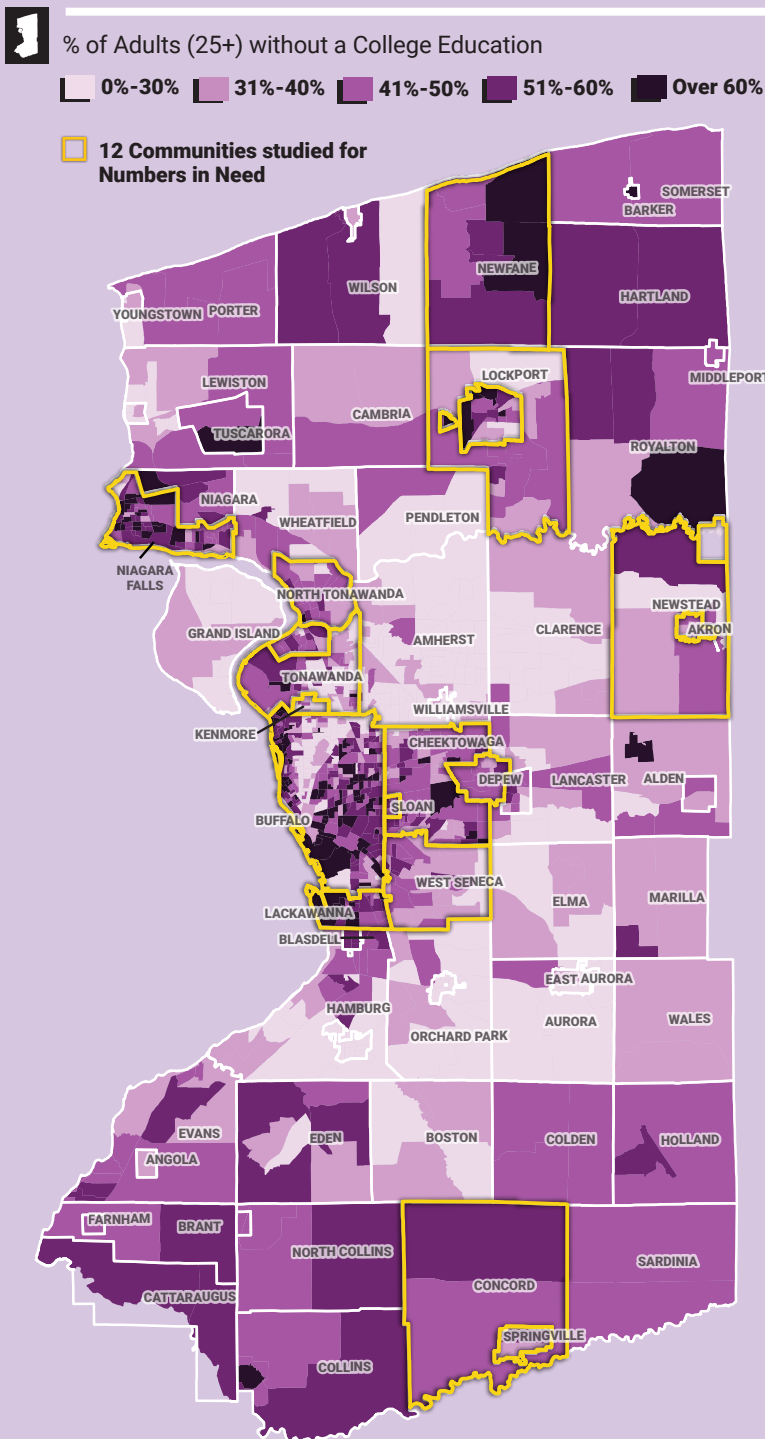 % of Adults (25+) without a College Education
0%-30% 31%-40% 41%-50% 51%-60% Over 60%
12 Communities studied for
Numbers in Need
SOMERSET
BARKER
NEWFANE
WILSON
HARTLAND
YOUNGSTOWN PORTER
LOCKPORT
MIDDLEPORT
LEWISTON
CAMBRIA
TUSCARORA
ROYALTON
NIAGARA
PENDLETON
WHEATFIELD
NIAGARA
FALLS
NORTH TONAWANDA
NEWSTEAD
GRAND ISLAND
AMHERST
CLARENCE
AKRON
TONAWANDA
WILLIAMSVILLE
KENMORE
CHEEKTOWAGA
DEPEW
LANCASTER
ALDEN
SLOAN
BUFFALO
WEST SENECA
ELMA
MARILLA
LACKAWANNA
BLASDELL
EAST AURORA
HAMBURG
ORCHARD PARK
AURORA
WALES
EVANS
EDEN
BOSTON
COLDEN
HOLLAND
ANGOLA
FARNHAM
BRANT
NORTH COLLINS
SARDINIA
CONCORD
CATTARAUGUS
SPRINGVILLE
COLLINS